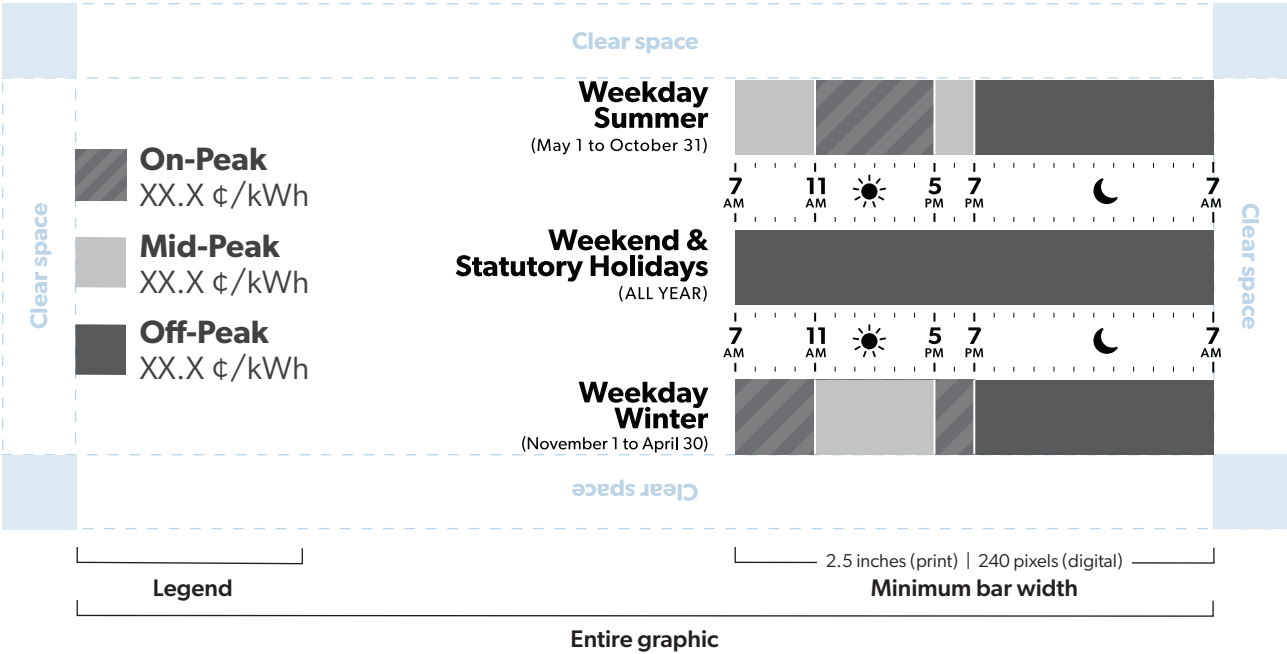 Clear space
Clear space
On-Peak
XX.X ¢/kWh
Mid-Peak
XX.X ¢/kWh
Off-Peak
XX.X ¢/kWh
Weekday
Summer
(May 1 to October 31)
7 11 5 7 7
AM AM PM PM AM
Weekend &
Statutory Holidays
(ALL YEAR)
7 11 5 7 7
AM AM PM PM AM
Weekday
Winter
(November 1 to April 30)
Clear space
Clear space
2.5 inches (print) | 240 pixels (digital)
Legend
Minimum bar width
Entire graphic